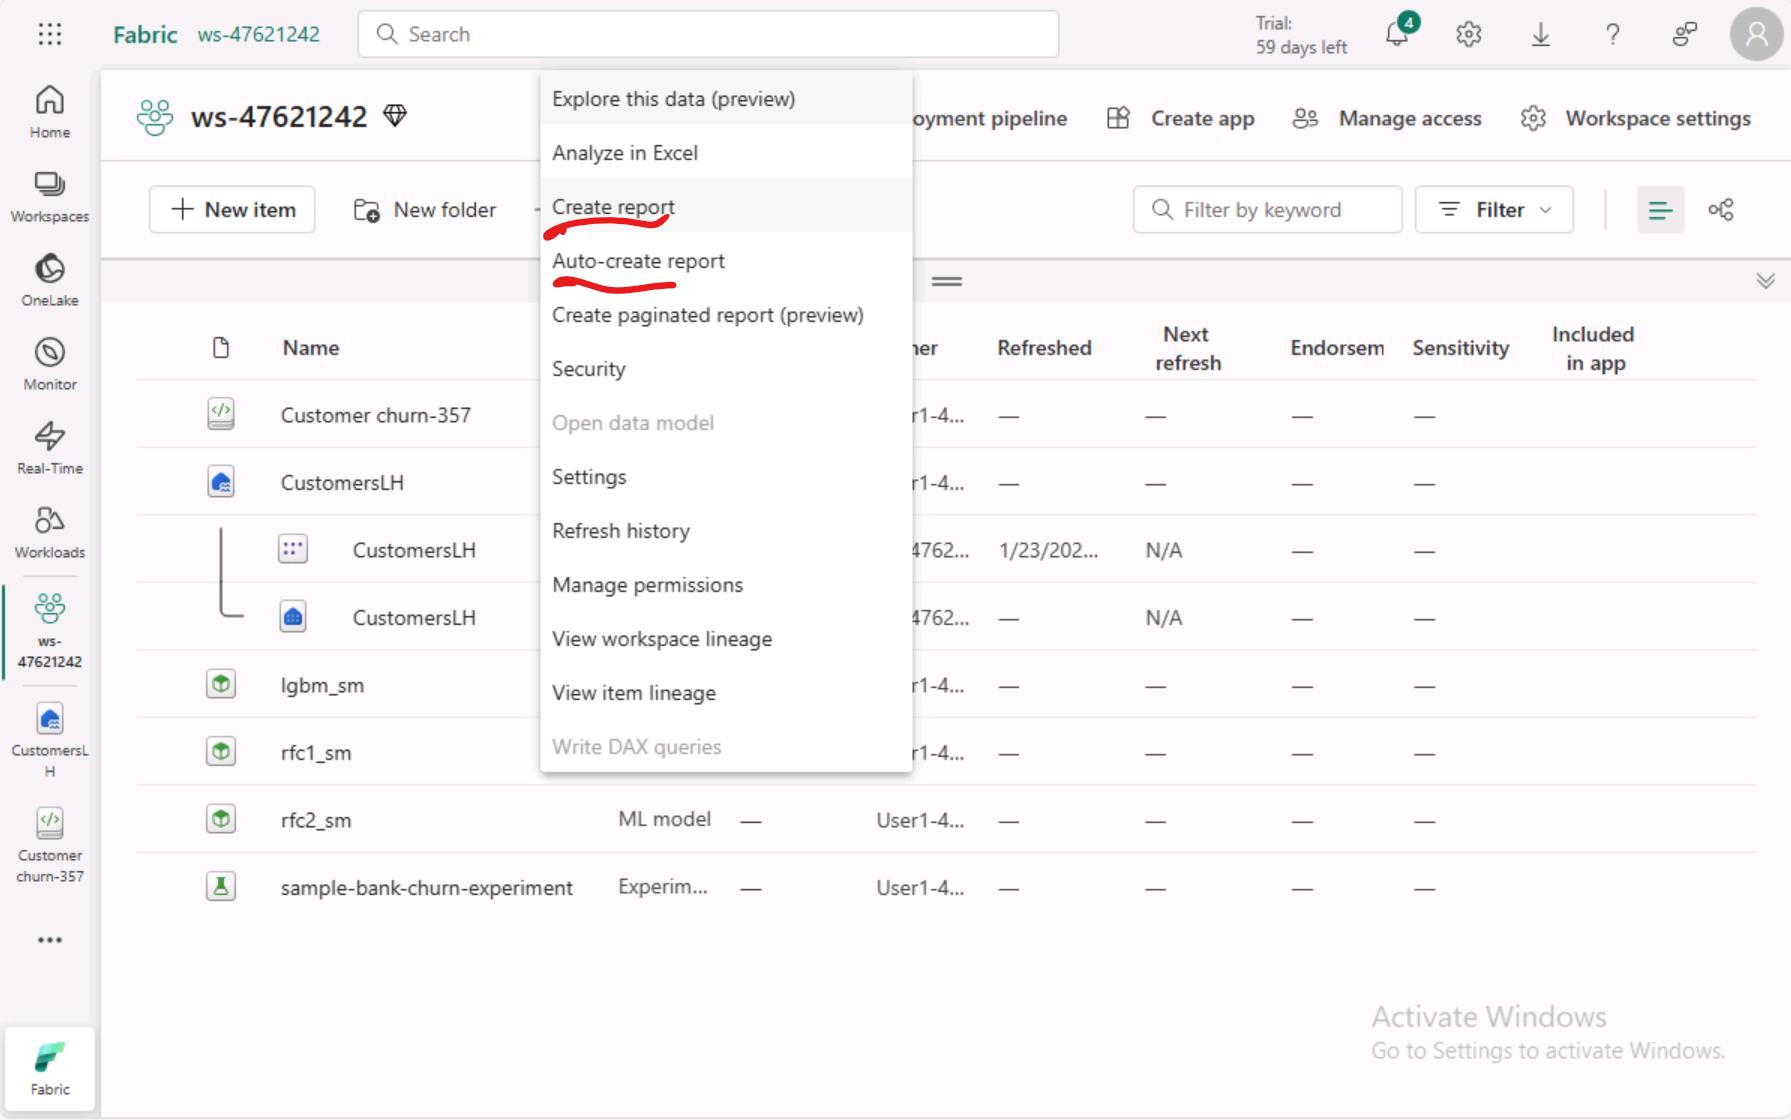 Fabric ws-47621242 Search Trial: 59 days left 4
Home
Workspaces
OneLake
Monitor
Real-Time
Workloads
ws-47621242
CustomersLH
Customer churn-357
Fabric
ws-47621242 oyment pipeline Create app Manage access Workspace settings
New item New folder Filter by keyword Filter
Explore this data (preview)
Analyze in Excel
Create report
Auto-create report
Create paginated report (preview)
Security
Open data model
Settings
Refresh history
Manage permissions
View workspace lineage
View item lineage
Write DAX queries
Name ner Refreshed Next refresh Endorsem Sensitivity Included in app
Customer churn-357 r1-4... — — — —
CustomersLH r1-4... — — — —
CustomersLH 4762... 1/23/202... N/A — —
CustomersLH 4762... — N/A — —
lgbm_sm r1-4... — — — —
rfc1_sm r1-4... — — — —
rfc2_sm ML model — User1-4... — — — —
sample-bank-churn-experiment Experim... — User1-4... — — — —
Activate Windows
Go to Settings to activate Windows.